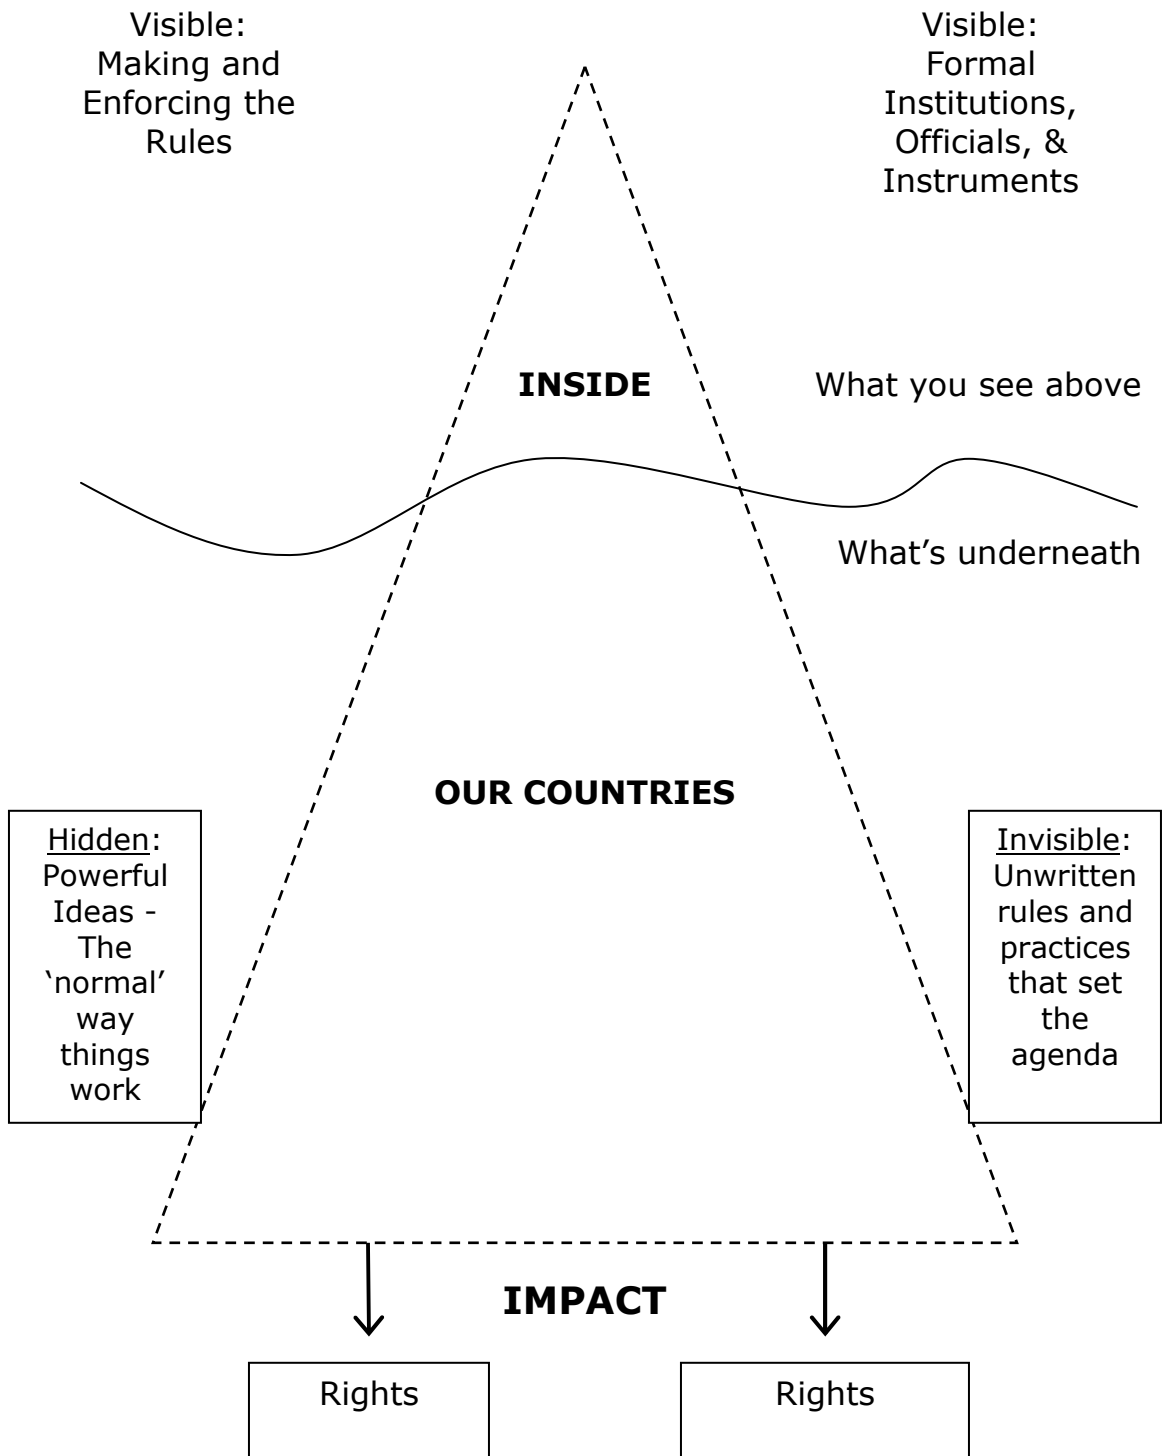 Visible:
Making and
Enforcing the
Rules
Visible:
Formal
Institutions,
Officials, &
Instruments
INSIDE
What you see above
What’s underneath
OUR COUNTRIES
Hidden:
Powerful
Ideas -
The
‘normal’
way
things
work
Invisible:
Unwritten
rules and
practices
that set
the
agenda
IMPACT
Rights
Rights